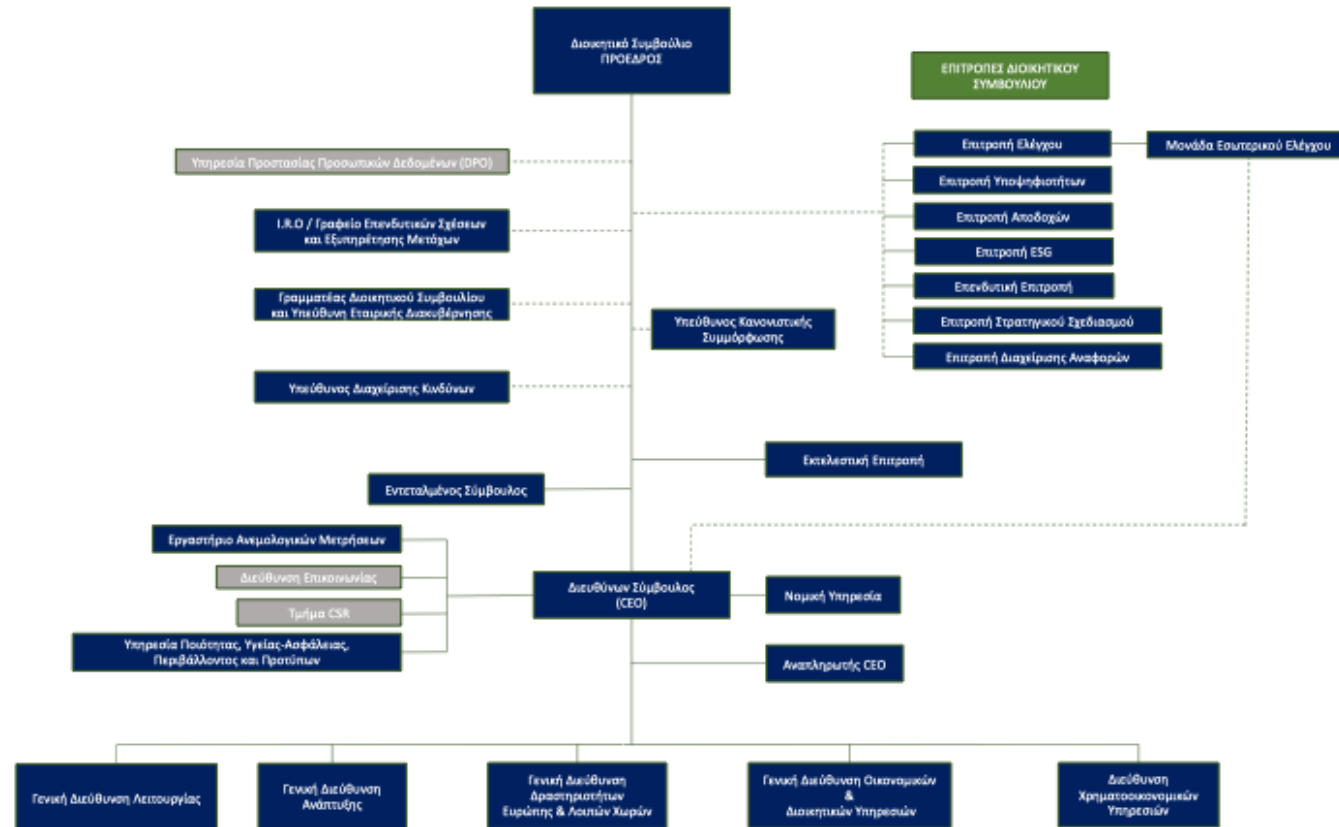 Διοικητικό Συμβούλιο
ΠΡΟΕΔΡΟΣ
ΕΠΙΤΡΟΠΕΣ ΔΙΟΙΚΗΤΙΚΟΥ
ΣΥΜΒΟΥΛΙΟΥ
Υπηρεσία Προστασίας Προσωπικών Δεδομένων (DPO)
Επιτροπή Ελέγχου
Μονάδα Εσωτερικού Ελέγχου
Επιτροπή Υποψηφιοτήτων
I.R.O / Γραφείο Επενδυτικών Σχέσεων
και Εξυπηρέτησης Μετόχων
Επιτροπή Αποδοχών
Επιτροπή ESG
Επενδυτική Επιτροπή
Γραμματέας Διοικητικού Συμβουλίου
και Υπεύθυνη Εταιρικής Διακυβέρνησης
Υπεύθυνος Κανονιστικής
Συμμόρφωσης
Επιτροπή Στρατηγικού Σχεδιασμού
Επιτροπή Διαχείρισης Αναφορών
Υπεύθυνος Διαχείρισης Κινδύνων
Εκτελεστική Επιτροπή
Εντεταλμένος Σύμβουλος
Εργαστήριο Ανεμολογικών Μετρήσεων
Διεύθυνση Επικοινωνίας
Τμήμα CSR
Υπηρεσία Ποιότητας, Υγείας-Ασφάλειας,
Περιβάλλοντος και Προτύπων
Διευθύνων Σύμβουλος
(CEO)
Νομική Υπηρεσία
Αναπληρωτής CEO
Γενική Διεύθυνση Λειτουργίας
Γενική Διεύθυνση
Ανάπτυξης
Γενική Διεύθυνση
Δραστηριοτήτων
Ευρώπης & Λοιπών Χωρών
Γενική Διεύθυνση Οικονομικών
&
Διοικητικών Υπηρεσιών
Διεύθυνση
Χρηματοοικονομικών
Υπηρεσιών